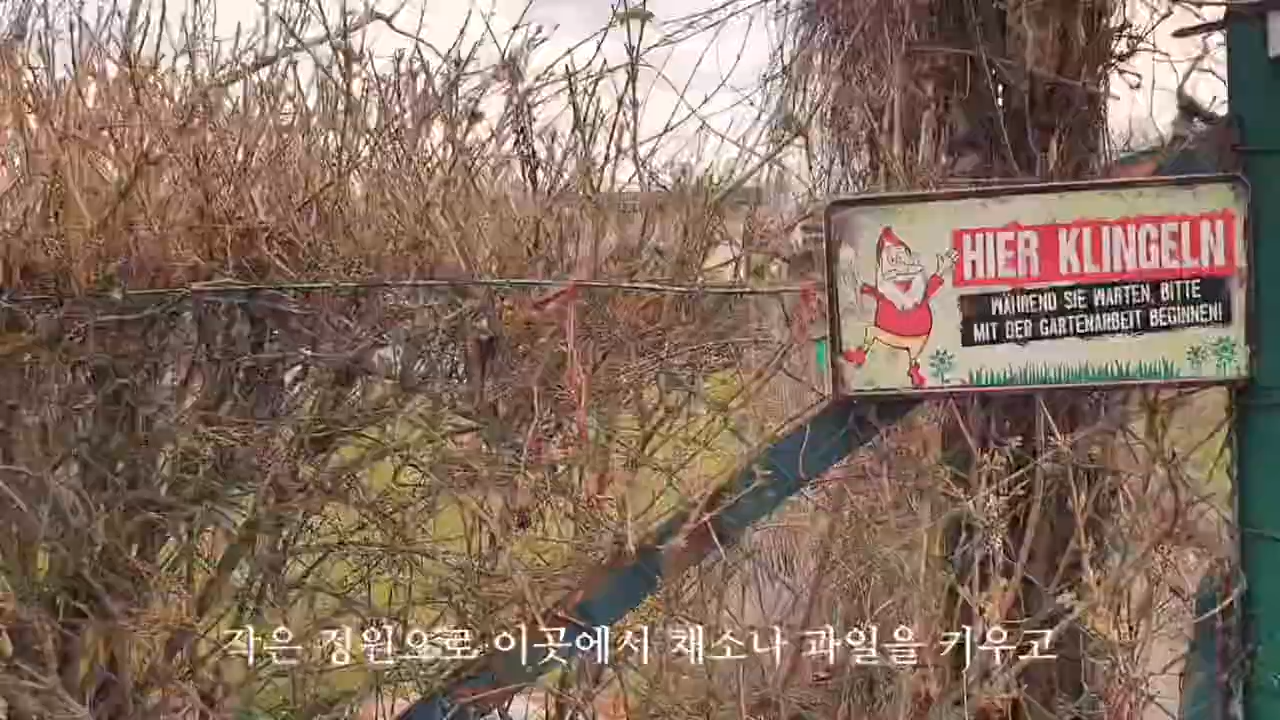 HIER KLINGELN
WÄHREND SIE WARTEN, BITTE
MIT DER GARTENARBEIT BEGINNEN!
작은 정원으로 이곳에서 채소나 과일을 키우고